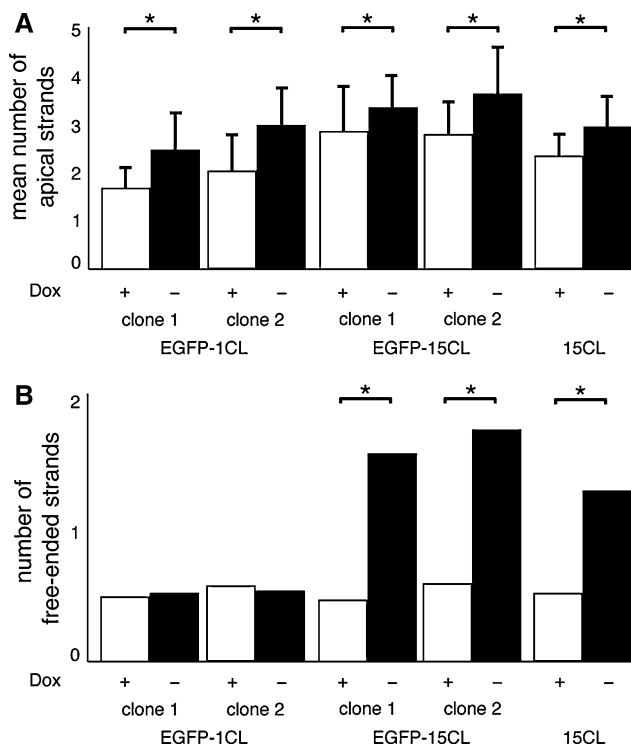 A
mean number of
apical strands
5
4
3
2
1
0
* * * * *
Dox + − + − + − + − + −
clone 1 clone 2 clone 1 clone 2
EGFP-1CL EGFP-15CL 15CL
B
number of
free-ended strands
2
1
0
* * *
Dox + − + − + − + − + −
clone 1 clone 2 clone 1 clone 2
EGFP-1CL EGFP-15CL 15CL